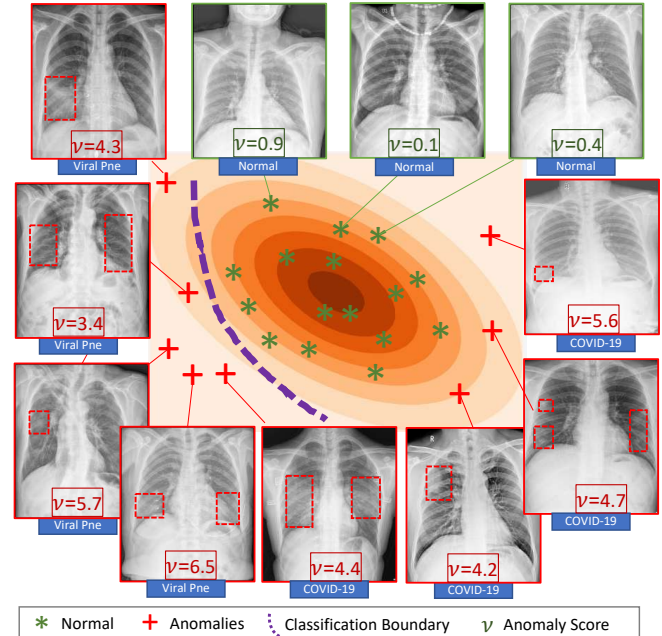 ν=4.3
Viral Pne
ν=0.9
Normal
ν=0.1
Normal
ν=0.4
Normal
ν=3.4
Viral Pne
ν=5.6
COVID-19
ν=5.7
Viral Pne
ν=6.5
Viral Pne
ν=4.4
COVID-19
R
ν=4.2
COVID-19
ν=4.7
COVID-19
* Normal + Anomalies Classification Boundary ν Anomaly Score